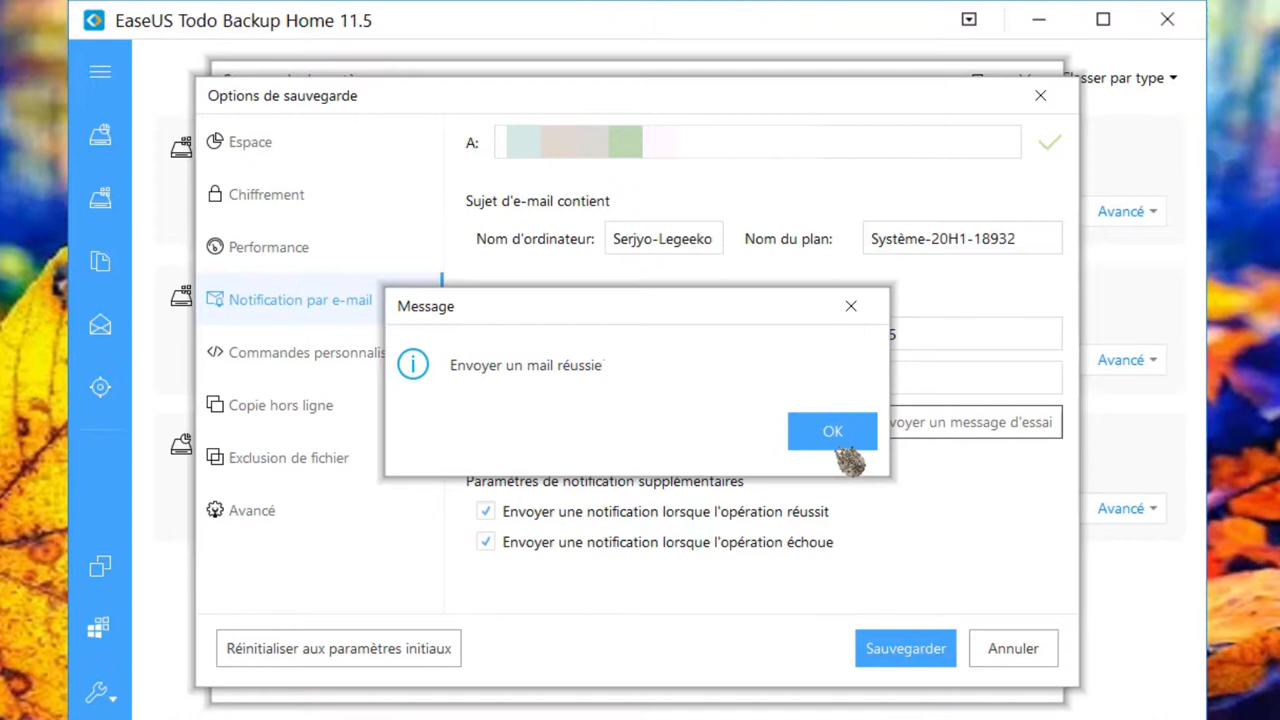 EaseUS Todo Backup Home 11.5
sser par type
Options de sauvegarde
Espace
A:
Chiffrement
Sujet d'e-mail contient
Avancé
Performance
Nom d'ordinateur: Serjyo-Legeeko Nom du plan: Système-20H1-18932
Notification par e-mail
Message
5
Commandes personnalis
Envoyer un mail réussie
Avancé
Copie hors ligne
OK
voyer un message d'essai
Exclusion de fichier
Paramètres de notification supplémentaires
Avancé
Envoyer une notification lorsque l'opération réussit
Avancé
Envoyer une notification lorsque l'opération échoue
Réinitialiser aux paramètres initiaux
Sauvegarder
Annuler